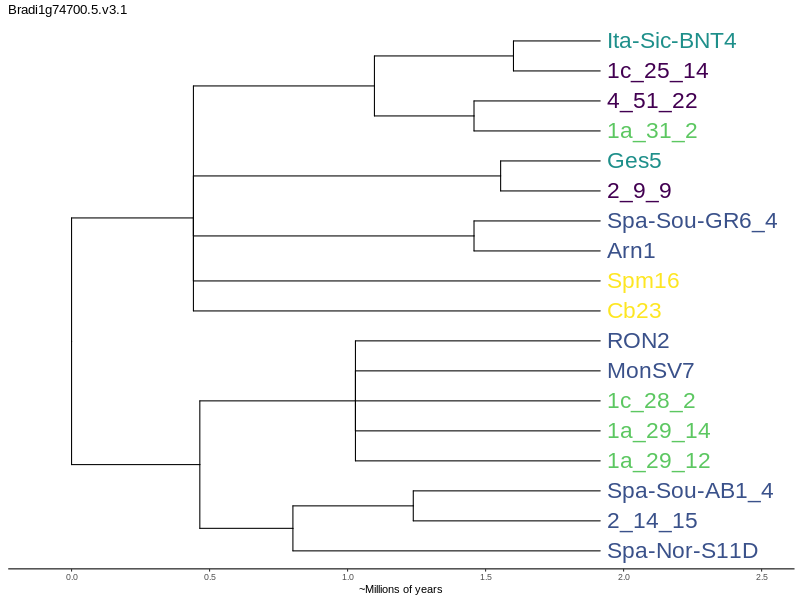 Bradi1g74700.5.v3.1
Ita-Sic-BNT4
1c_25_14
4_51_22
1a_31_2
Ges5
2_9_9
Spa-Sou-GR6_4
Arn1
Spm16
Cb23
RON2
MonSV7
1c_28_2
1a_29_14
1a_29_12
Spa-Sou-AB1_4
2_14_15
Spa-Nor-S11D
0.0 0.5 1.0 1.5 2.0 2.5
~Millions of years